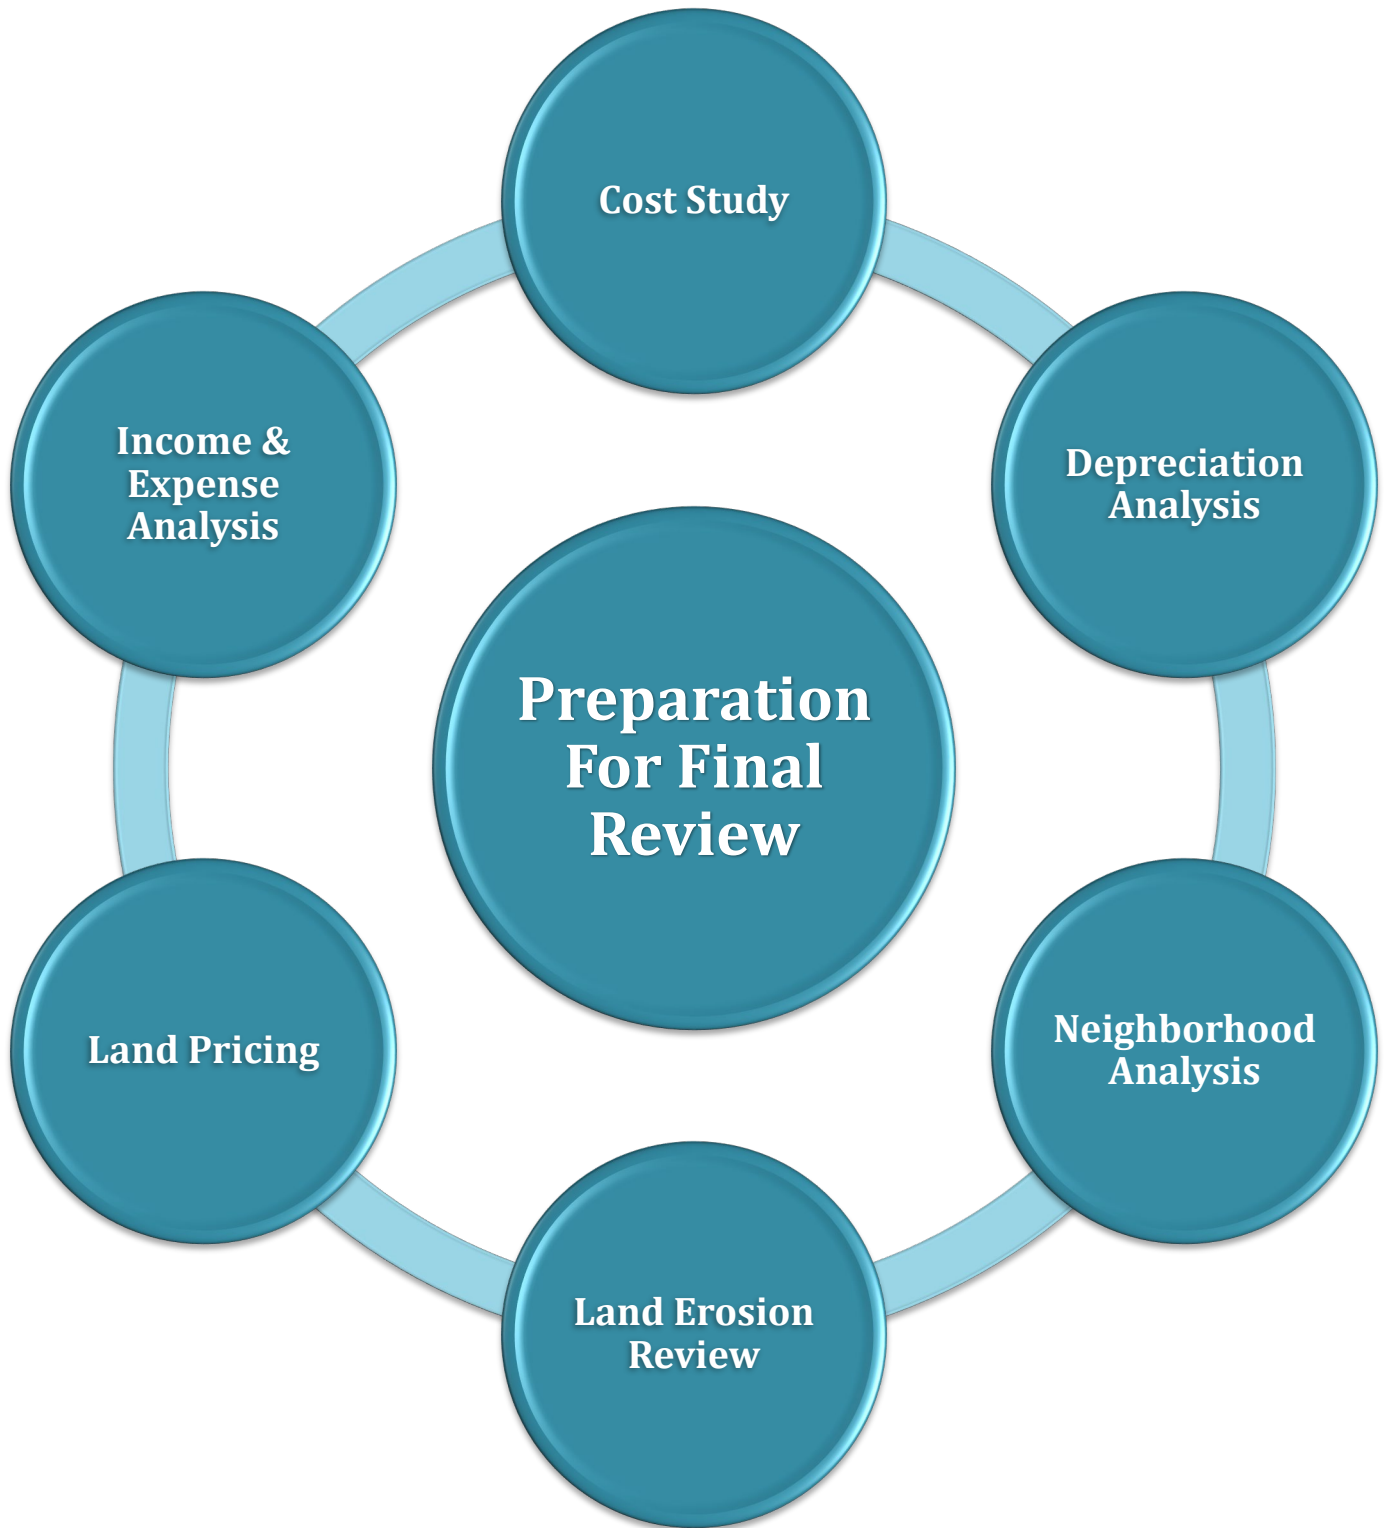 Cost Study
Depreciation
Analysis
Neighborhood
Analysis
Land Erosion
Review
Land Pricing
Income &
Expense
Analysis
Preparation
For Final
Review